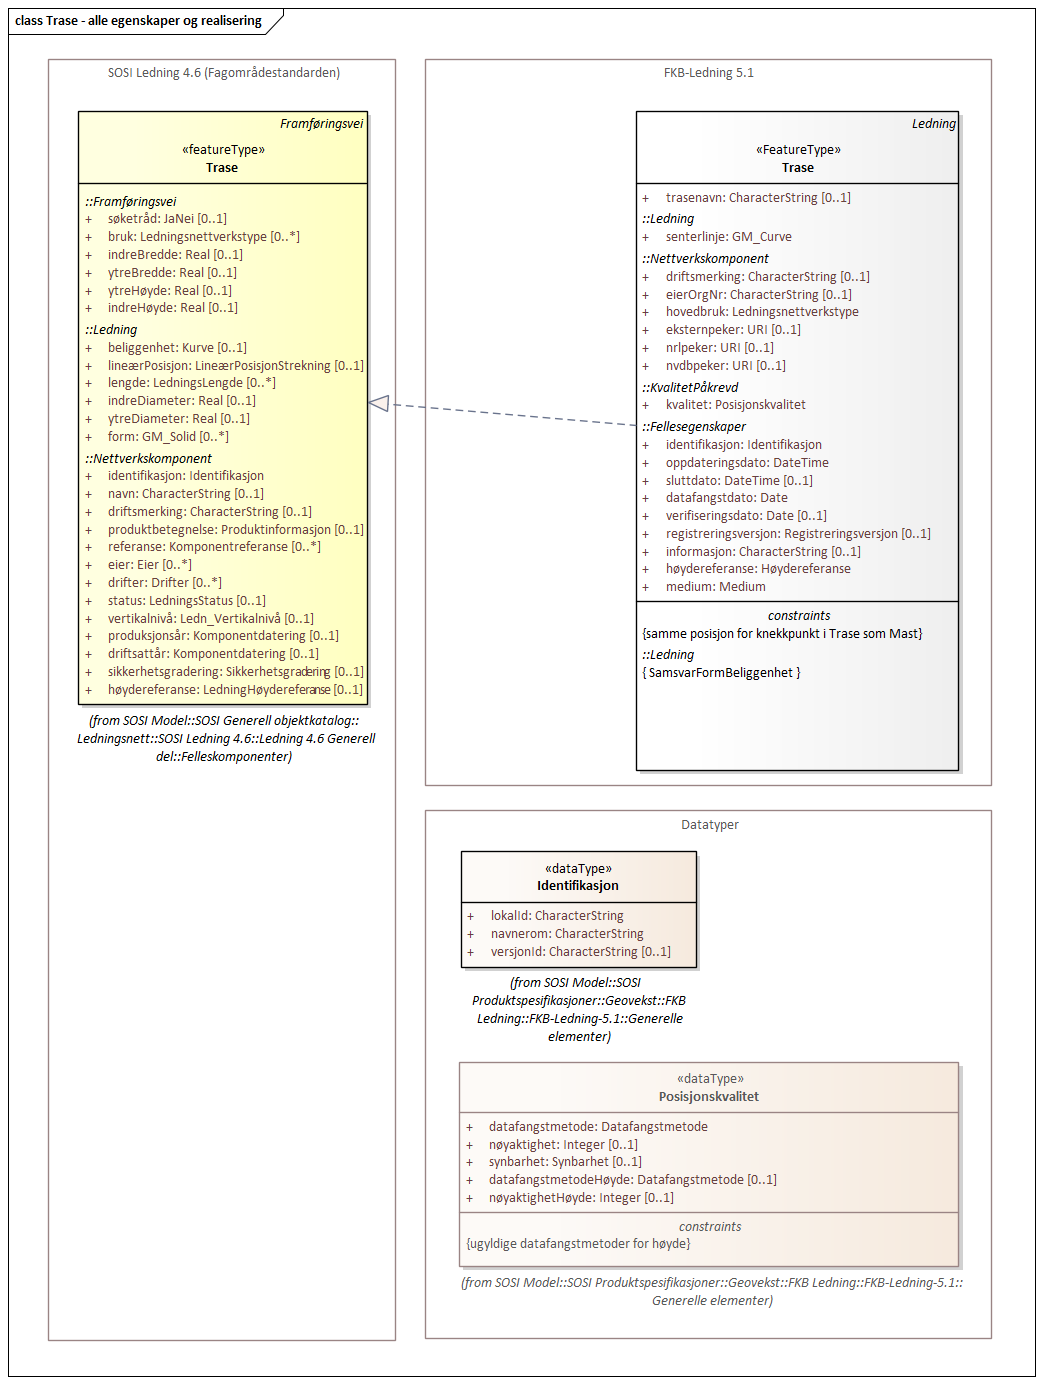 class Trase - alle egenskaper og realisering
SOSI Ledning 4.6 (Fagområdestandarden)
Framføringsvei
«featureType»
Trase
::Framføringsvei
+ søketråd: JaNei [0..1]
+ bruk: Ledningsnettverkstype [0..*]
+ indreBredde: Real [0..1]
+ ytreBredde: Real [0..1]
+ ytreHøyde: Real [0..1]
+ indreHøyde: Real [0..1]
::Ledning
+ beliggenhet: Kurve [0..1]
+ lineærPosisjon: LineærPosisjonStrekning [0..1]
+ lengde: LedningsLengde [0..*]
+ indreDiameter: Real [0..1]
+ ytreDiameter: Real [0..1]
+ form: GM_Solid [0..*]
::Nettverkskomponent
+ identifikasjon: Identifikasjon
+ navn: CharacterString [0..1]
+ driftsmerking: CharacterString [0..1]
+ produktbetegnelse: Produktinformasjon [0..1]
+ referanse: Komponentreferanse [0..*]
+ eier: Eier [0..*]
+ drifter: Drifter [0..*]
+ status: LedningsStatus [0..1]
+ vertikalnivå: Ledn_Vertikalnivå [0..1]
+ produksjonsår: Komponentdatering [0..1]
+ driftsattår: Komponentdatering [0..1]
+ sikkerhetsgradering: Sikkerhetsgradering [0..1]
+ høydereferanse: LedningHøydereferanse [0..1]
(from SOSI Model::SOSI Generell objektkatalog::
Ledningsnett::SOSI Ledning 4.6::Ledning 4.6 Generell
del::Felleskomponenter)
FKB-Ledning 5.1
Ledning
«FeatureType»
Trase
+ trasenavn: CharacterString [0..1]
::Ledning
+ senterlinje: GM_Curve
::Nettverkskomponent
+ driftsmerking: CharacterString [0..1]
+ eierOrgNr: CharacterString [0..1]
+ hovedbruk: Ledningsnettverkstype
+ eksternpeker: URI [0..1]
+ nrlpeker: URI [0..1]
+ nvdbpeker: URI [0..1]
::KvalitetPåkrevd
+ kvalitet: Posisjonskvalitet
::Fellesegenskaper
+ identifikasjon: Identifikasjon
+ oppdateringsdato: DateTime
+ sluttdato: DateTime [0..1]
+ datafangstdato: Date
+ verifiseringsdato: Date [0..1]
+ registreringsversjon: Registreringsversjon [0..1]
+ informasjon: CharacterString [0..1]
+ høydereferanse: Høydereferanse
+ medium: Medium
constraints
{samme posisjon for knekkpunkt i Trase som Mast}
::Ledning
{ SamsvarFormBeliggenhet }
Datatyper
«dataType»
Identifikasjon
+ lokalId: CharacterString
+ navnerom: CharacterString
+ versjonId: CharacterString [0..1]
(from SOSI Model::SOSI
Produktspesifikasjoner::Geovekst::FKB
Ledning::FKB-Ledning-5.1::Generelle
elementer)
«dataType»
Posisjonskvalitet
+ datafangstmetode: Datafangstmetode
+ nøyaktighet: Integer [0..1]
+ synbarhet: Synbarhet [0..1]
+ datafangstmetodeHøyde: Datafangstmetode [0..1]
+ nøyaktighetHøyde: Integer [0..1]
constraints
{ugyldige datafangstmetoder for høyde}
(from SOSI Model::SOSI Produktspesifikasjoner::Geovekst::FKB Ledning::FKB-Ledning-5.1::
Generelle elementer)